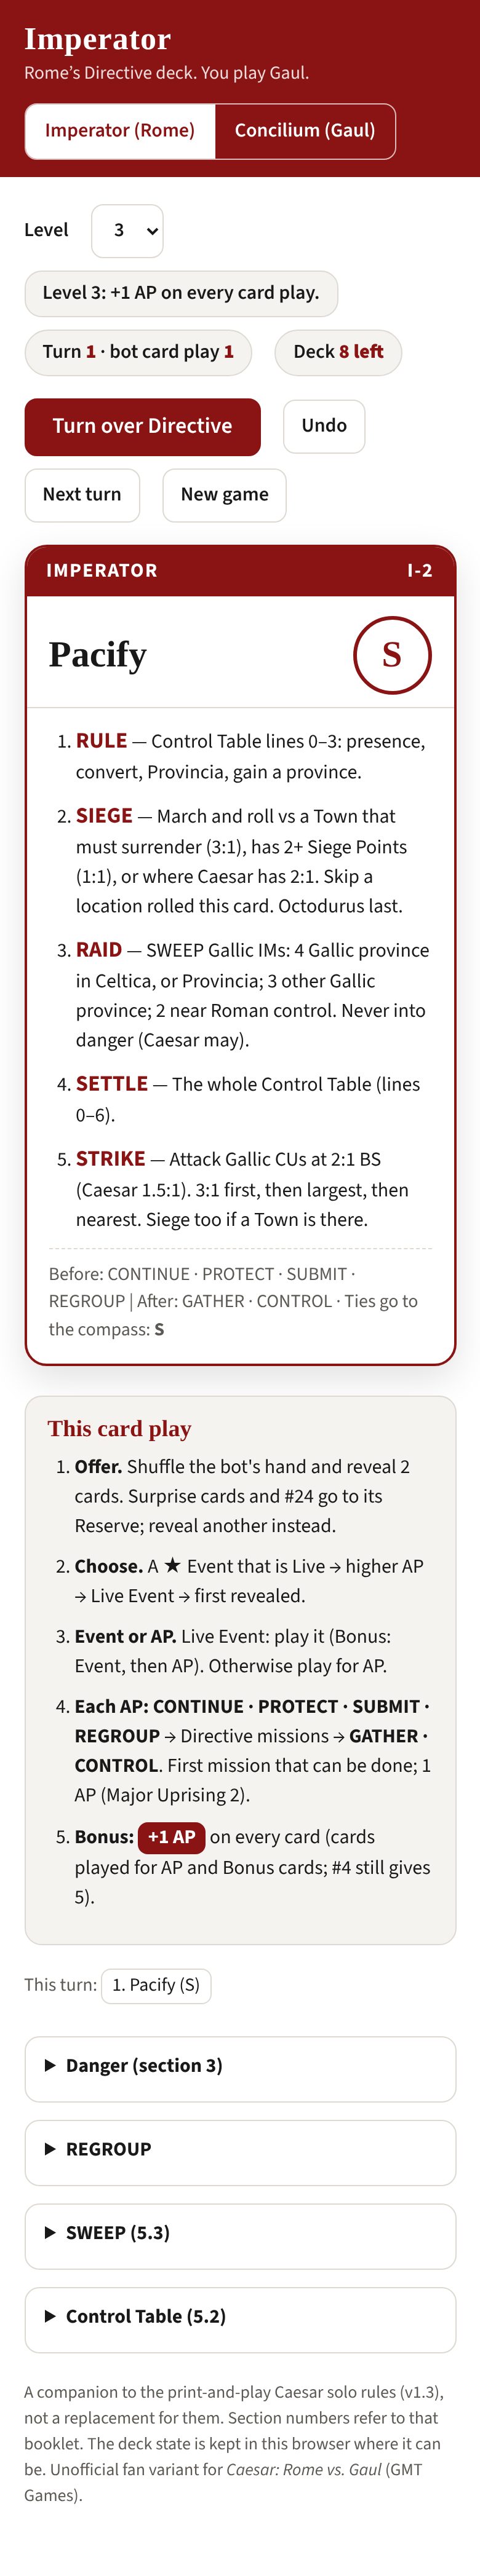 Imperator
Rome’s Directive deck. You play Gaul.
Imperator (Rome)
Concilium (Gaul)
Level
3
Level 3: +1 AP on every card play.
Turn 1 · bot card play 1
Deck 8 left
Turn over Directive
Undo
Next turn
New game
IMPERATOR
I-2
Pacify
S
1. RULE — Control Table lines 0–3: presence,
convert, Provincia, gain a province.
2. SIEGE — March and roll vs a Town that
must surrender (3:1), has 2+ Siege Points
(1:1), or where Caesar has 2:1. Skip a
location rolled this card. Octodurus last.
3. RAID — SWEEP Gallic IMs: 4 Gallic province
in Celtica, or Provincia; 3 other Gallic
province; 2 near Roman control. Never into
danger (Caesar may).
4. SETTLE — The whole Control Table (lines
0–6).
5. STRIKE — Attack Gallic CUs at 2:1 BS
(Caesar 1.5:1). 3:1 first, then largest, then
nearest. Siege too if a Town is there.
Before: CONTINUE · PROTECT · SUBMIT ·
REGROUP | After: GATHER · CONTROL · Ties go to
the compass: S
This card play
1. Offer. Shuffle the bot's hand and reveal 2
cards. Surprise cards and #24 go to its
Reserve; reveal another instead.
2. Choose. A ★ Event that is Live → higher AP
→ Live Event → first revealed.
3. Event or AP. Live Event: play it (Bonus:
Event, then AP). Otherwise play for AP.
4. Each AP: CONTINUE · PROTECT · SUBMIT ·
REGROUP → Directive missions → GATHER ·
CONTROL. First mission that can be done; 1
AP (Major Uprising 2).
5. Bonus: +1 AP on every card (cards
played for AP and Bonus cards; #4 still gives
5).
This turn: 1. Pacify (S)
▶ Danger (section 3)
▶ REGROUP
▶ SWEEP (5.3)
▶ Control Table (5.2)
A companion to the print-and-play Caesar solo rules (v1.3),
not a replacement for them. Section numbers refer to that
booklet. The deck state is kept in this browser where it can
be. Unofficial fan variant for Caesar: Rome vs. Gaul (GMT
Games).